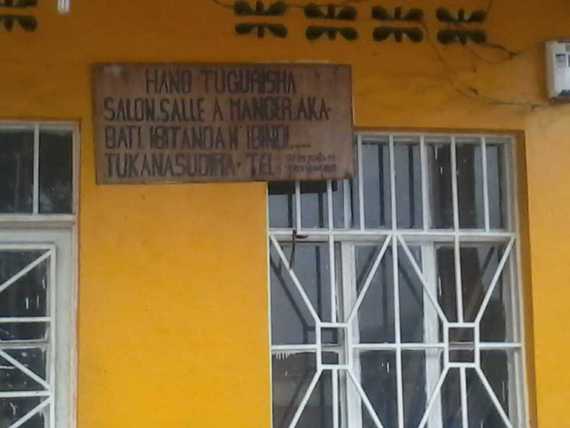 HANO TUGURISHA
SALON, SALLE A MANGER, AKA-
BATI, IBITANDA N' IBINDI....
TUKANASUDIRA • TEL: